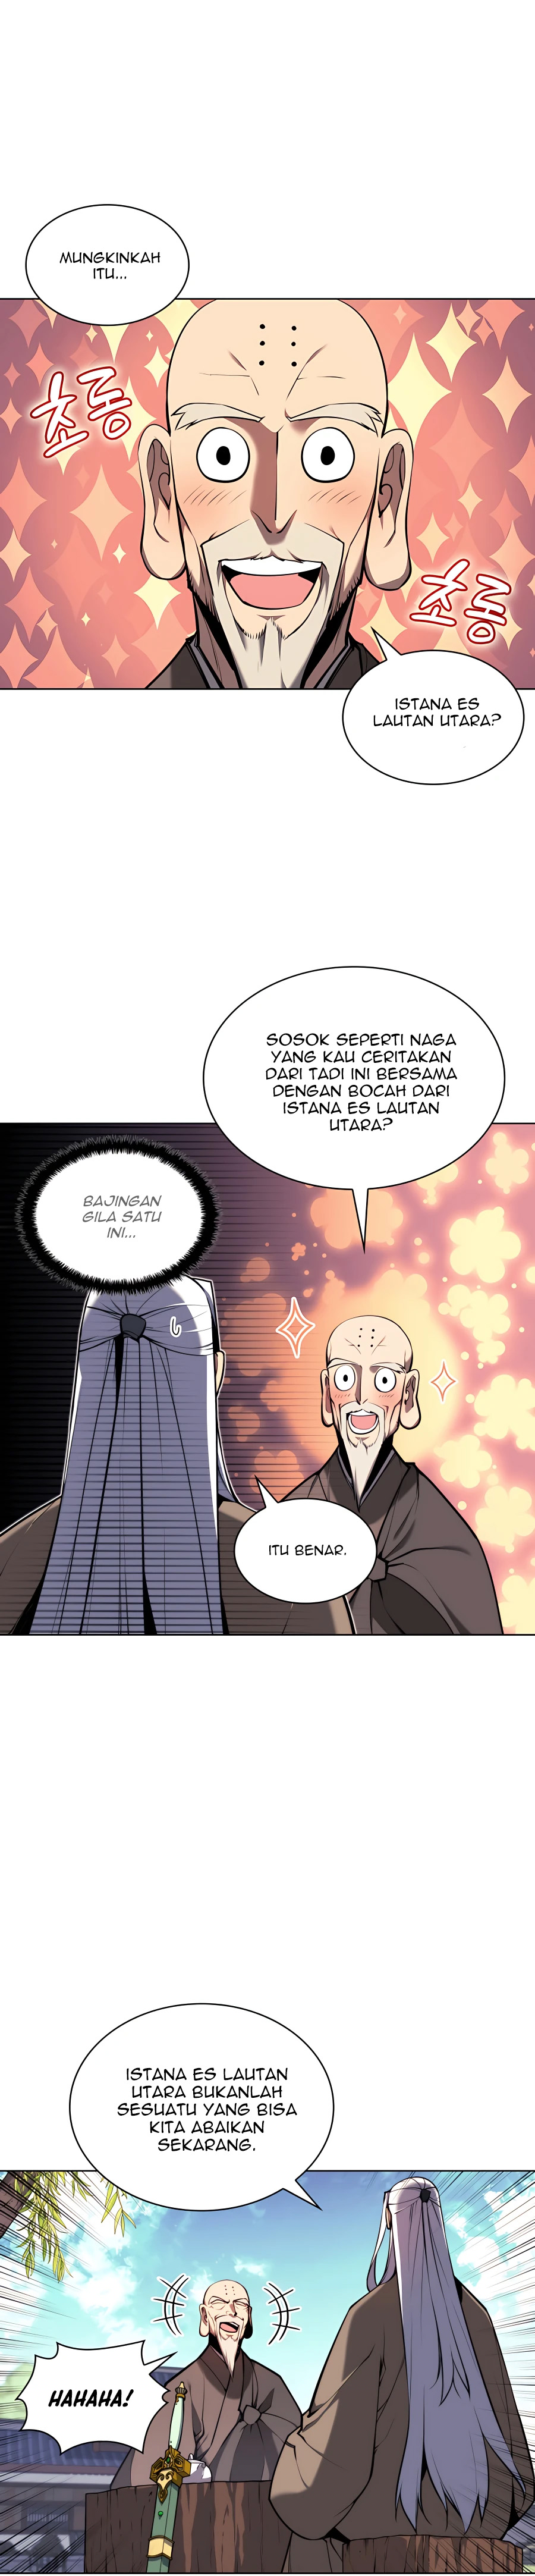 MUNGKINKAH
ITU...
초롱
초롱
ISTANA ES
LAUTAN UTARA?
SOSOK SEPERTI NAGA
YANG KAU CERITAKAN
DARI TADI INI BERSAMA
DENGAN BOCAH DARI
ISTANA ES LAUTAN
UTARA?
BAJINGAN
GILA SATU
INI...
ITU BENAR.
ISTANA ES LAUTAN
UTARA BUKANLAH
SESUATU YANG BISA
KITA ABAIKAN
SEKARANG.
HAHAHA!